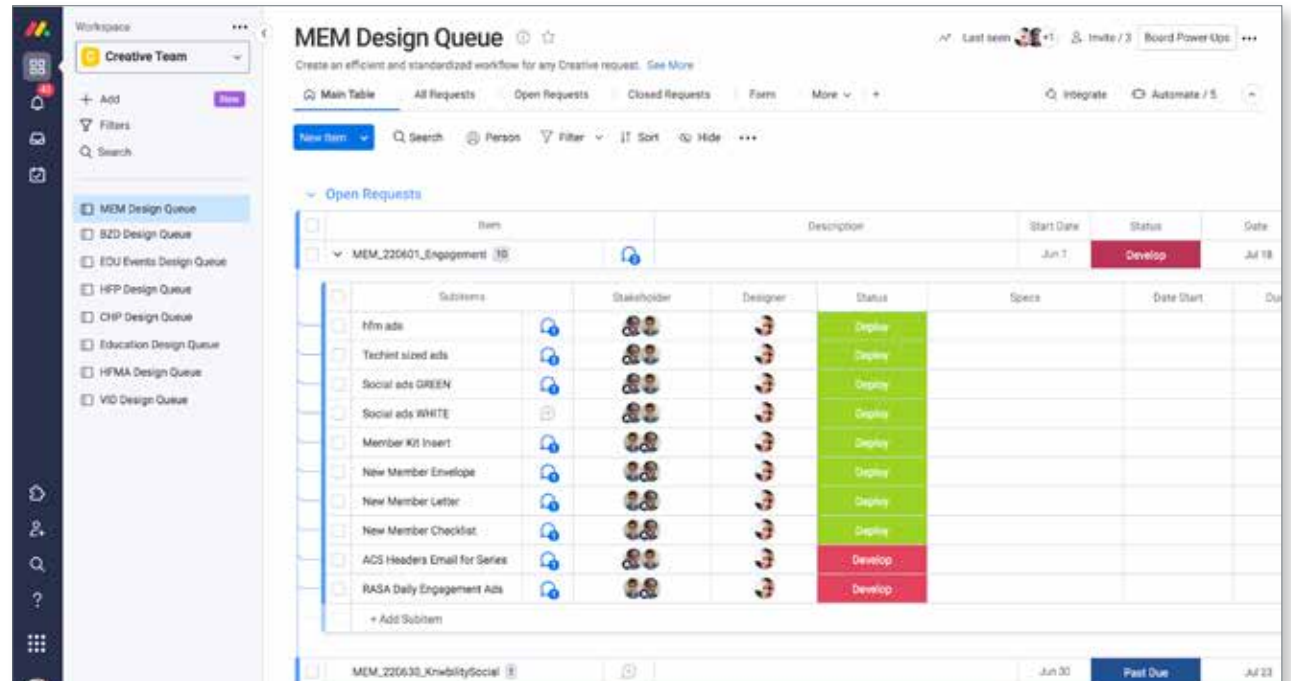 Workspace
Creative Team
+ Add
New
Filters
Search
MEM Design Queue
BZD Design Queue
EDU Events Design Queue
HFP Design Queue
CHP Design Queue
Education Design Queue
HFMA Design Queue
VID Design Queue
MEM Design Queue
Last seen +1 Invite / 3 Board Power-Ups
Create an efficient and standardized workflow for any Creative request. See More
Main Table All Requests Open Requests Closed Requests Form More +
Integrate Automate / 5
New Item Search Person Filter Sort Hide
Open Requests
Item Description Start Date Status Date
MEM_220601_Engagement 10 Jun 7 Develop Jul 18
Subitems Stakeholder Designer Status Specs Date Start Du
hfm ads Deploy
Techint sized ads Deploy
Social ads GREEN Deploy
Social ads WHITE Deploy
Member Kit Insert Deploy
New Member Envelope Deploy
New Member Letter Deploy
New Member Checklist Deploy
ACS Headers Email for Series Develop
RASA Daily Engagement Ads Develop
+ Add Subitem
MEM_220630_KnwbilitySocial Jun 30 Past Due Jul 23